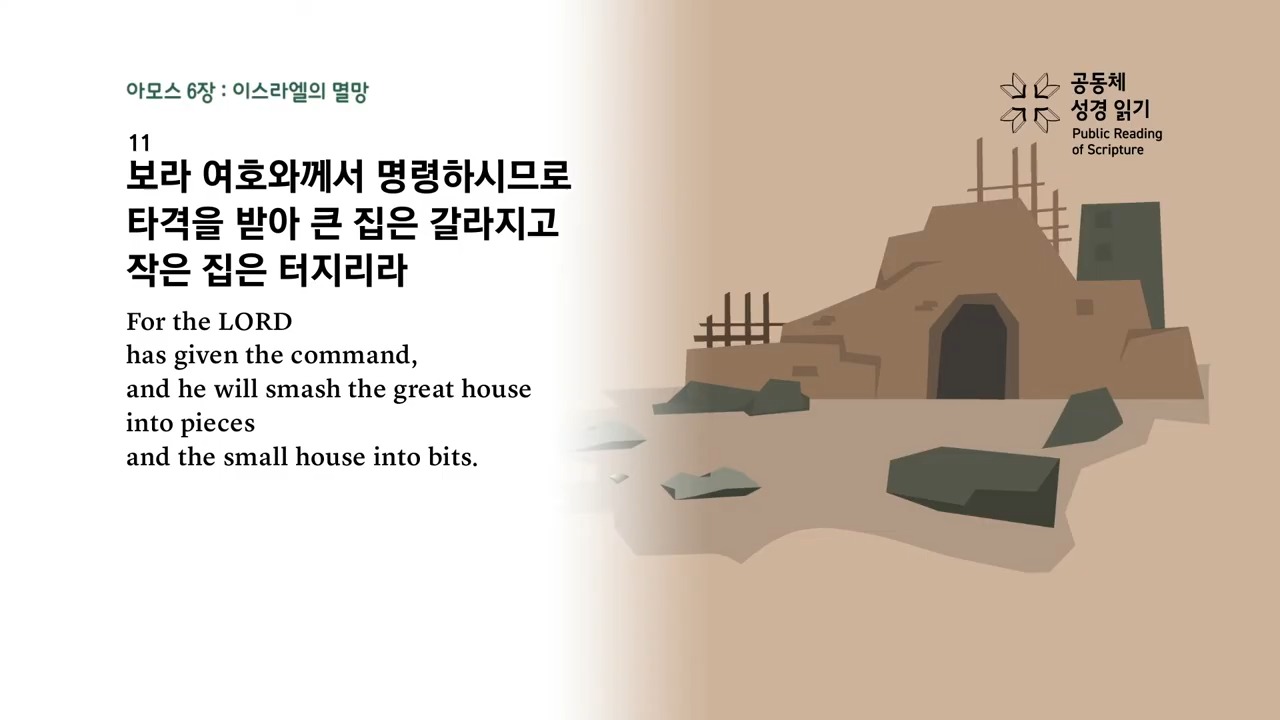 아모스 6장 : 이스라엘의 멸망
11
보라 여호와께서 명령하시므로
타격을 받아 큰 집은 갈라지고
작은 집은 터지리라
For the LORD
has given the command,
and he will smash the great house
into pieces
and the small house into bits.
공동체
성경 읽기
Public Reading
of Scripture